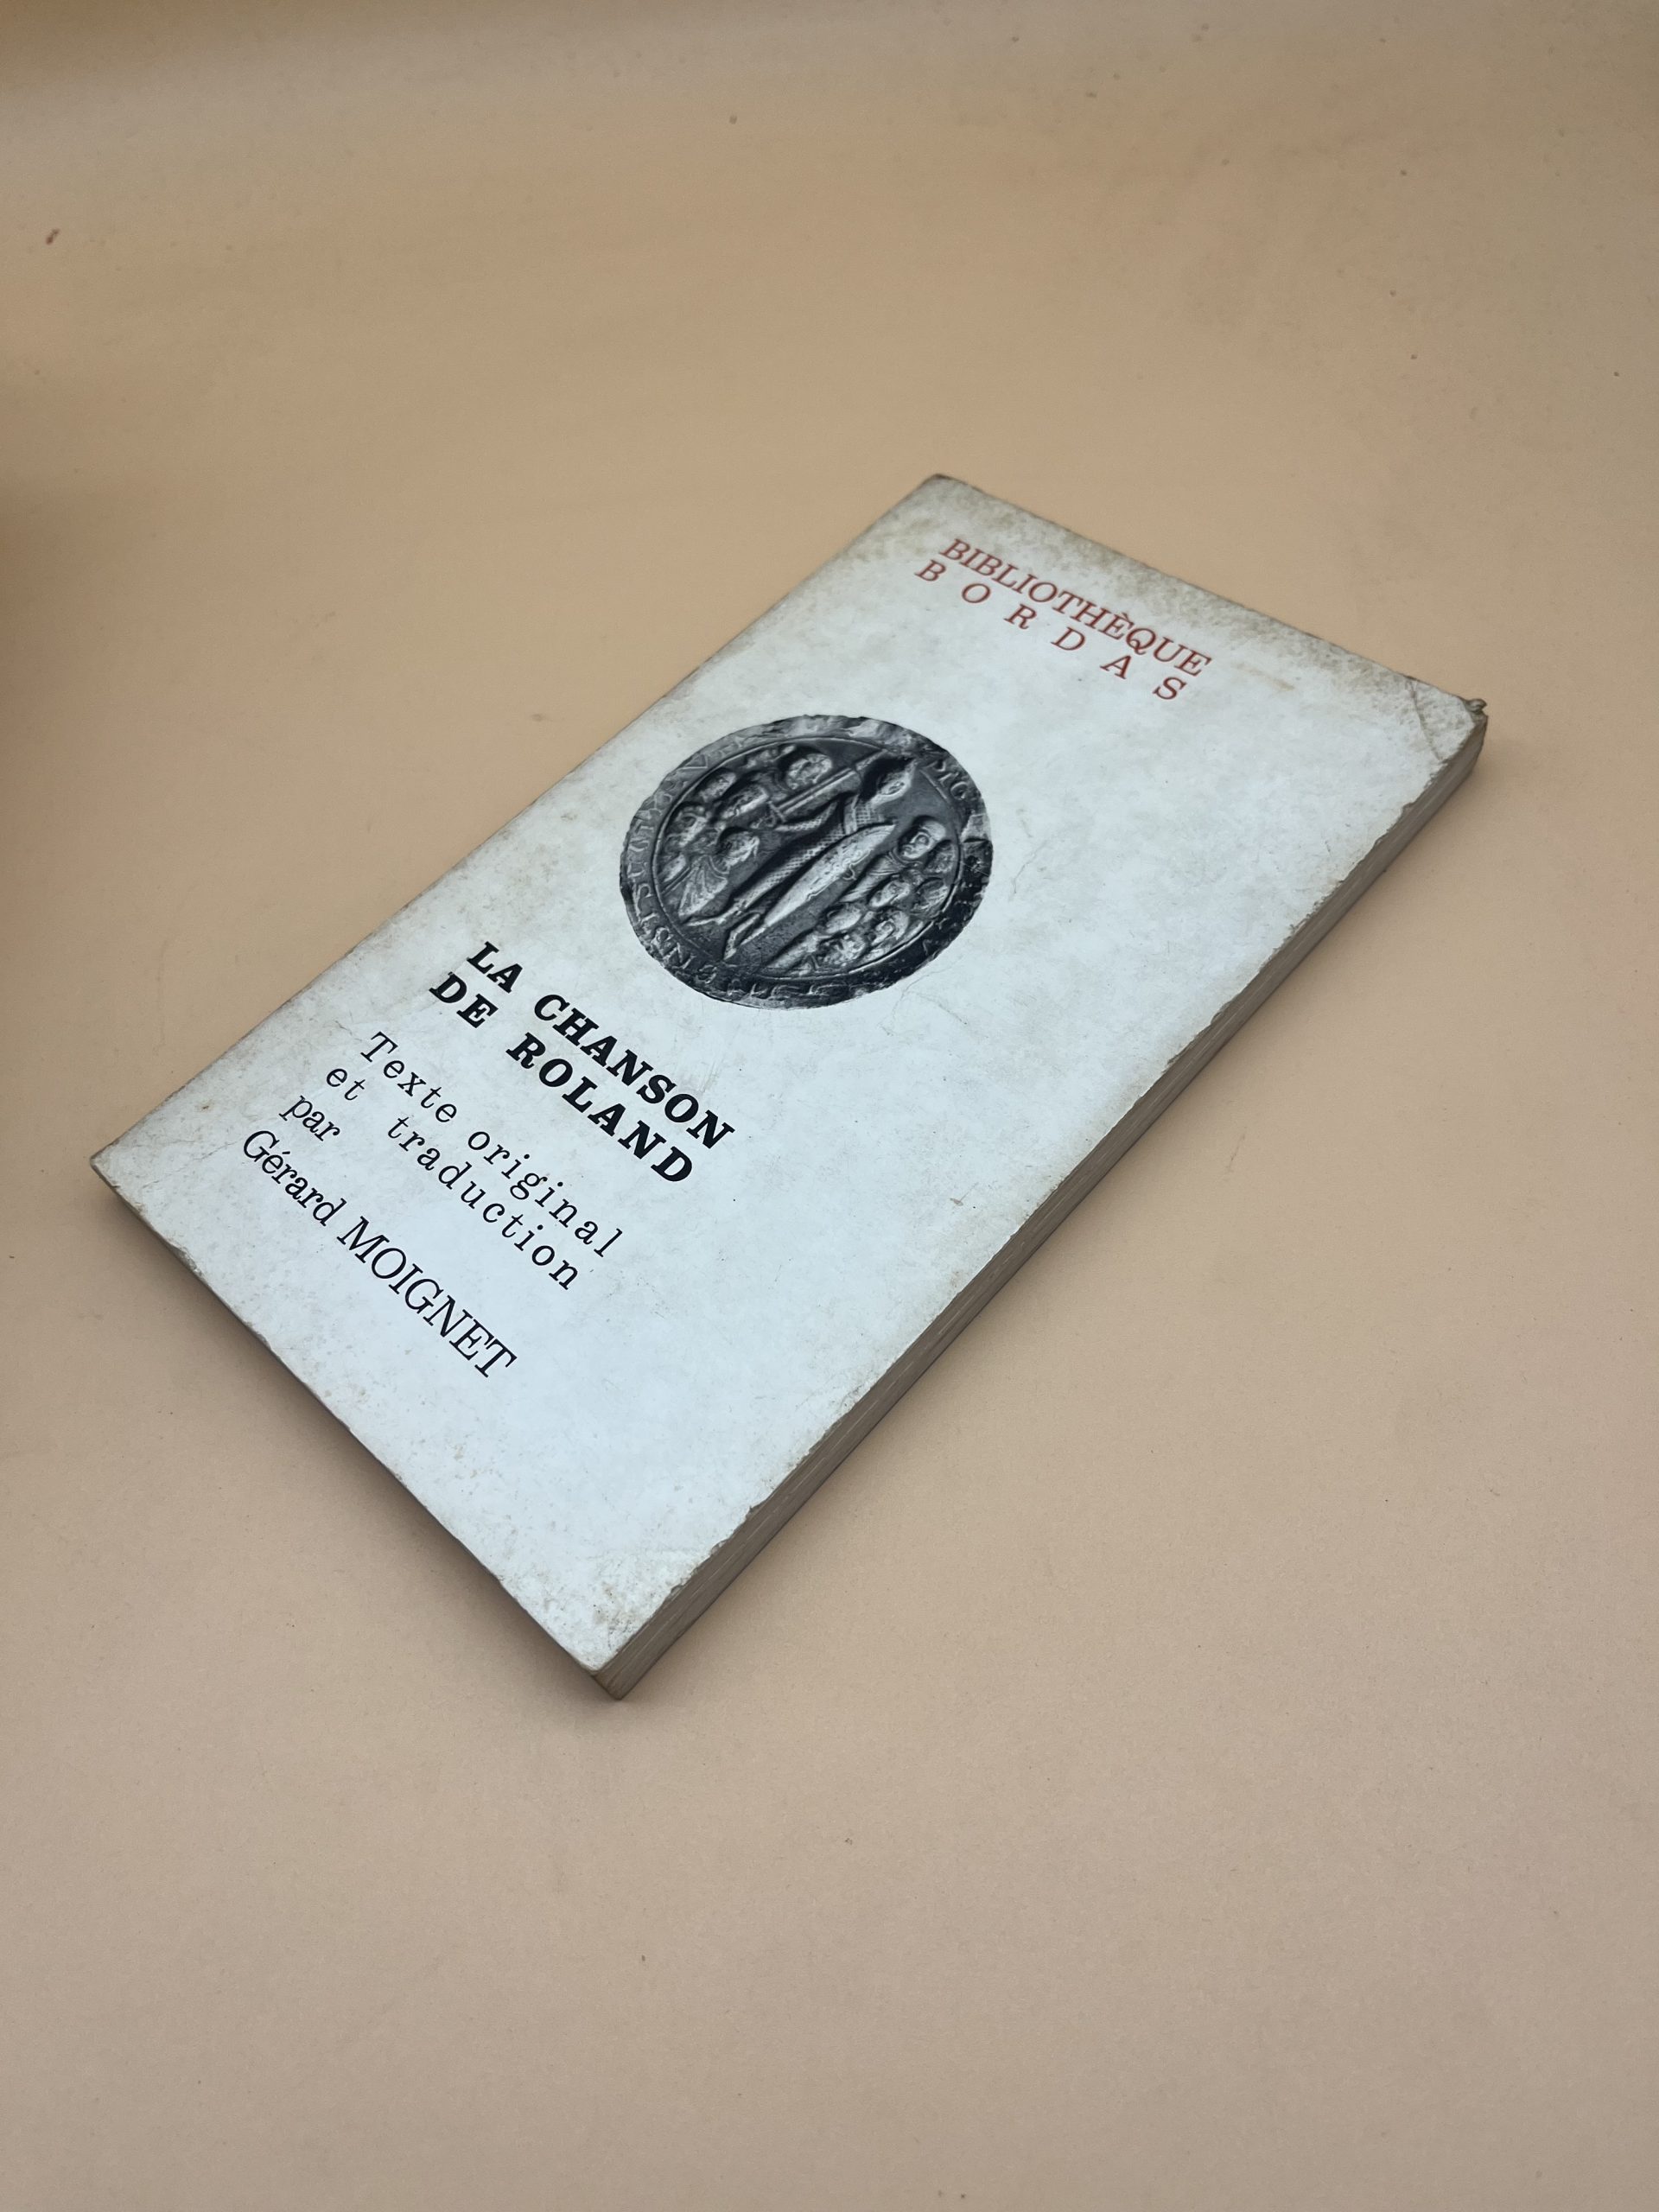 BIBLIOTHÈQUE
BORDAS
LA CHANSON
DE ROLAND
Texte original
et traduction
par
Gérard MOIGNET